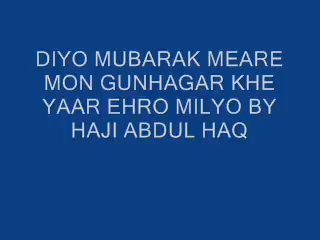 DIYO MUBARAK MEARE
MON GUNHAGAR KHE
YAAR EHRO MILYO BY
HAJI ABDUL HAQ